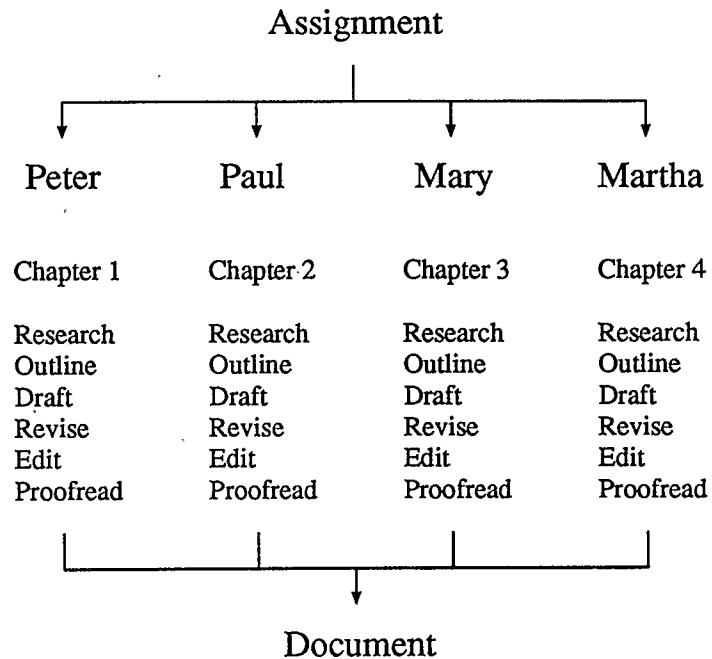 Assignment
Peter Paul Mary Martha
Chapter 1 Chapter 2 Chapter 3 Chapter 4
Research Research Research Research
Outline Outline Outline Outline
Draft Draft Draft Draft
Revise Revise Revise Revise
Edit Edit Edit Edit
Proofread Proofread Proofread Proofread
Document